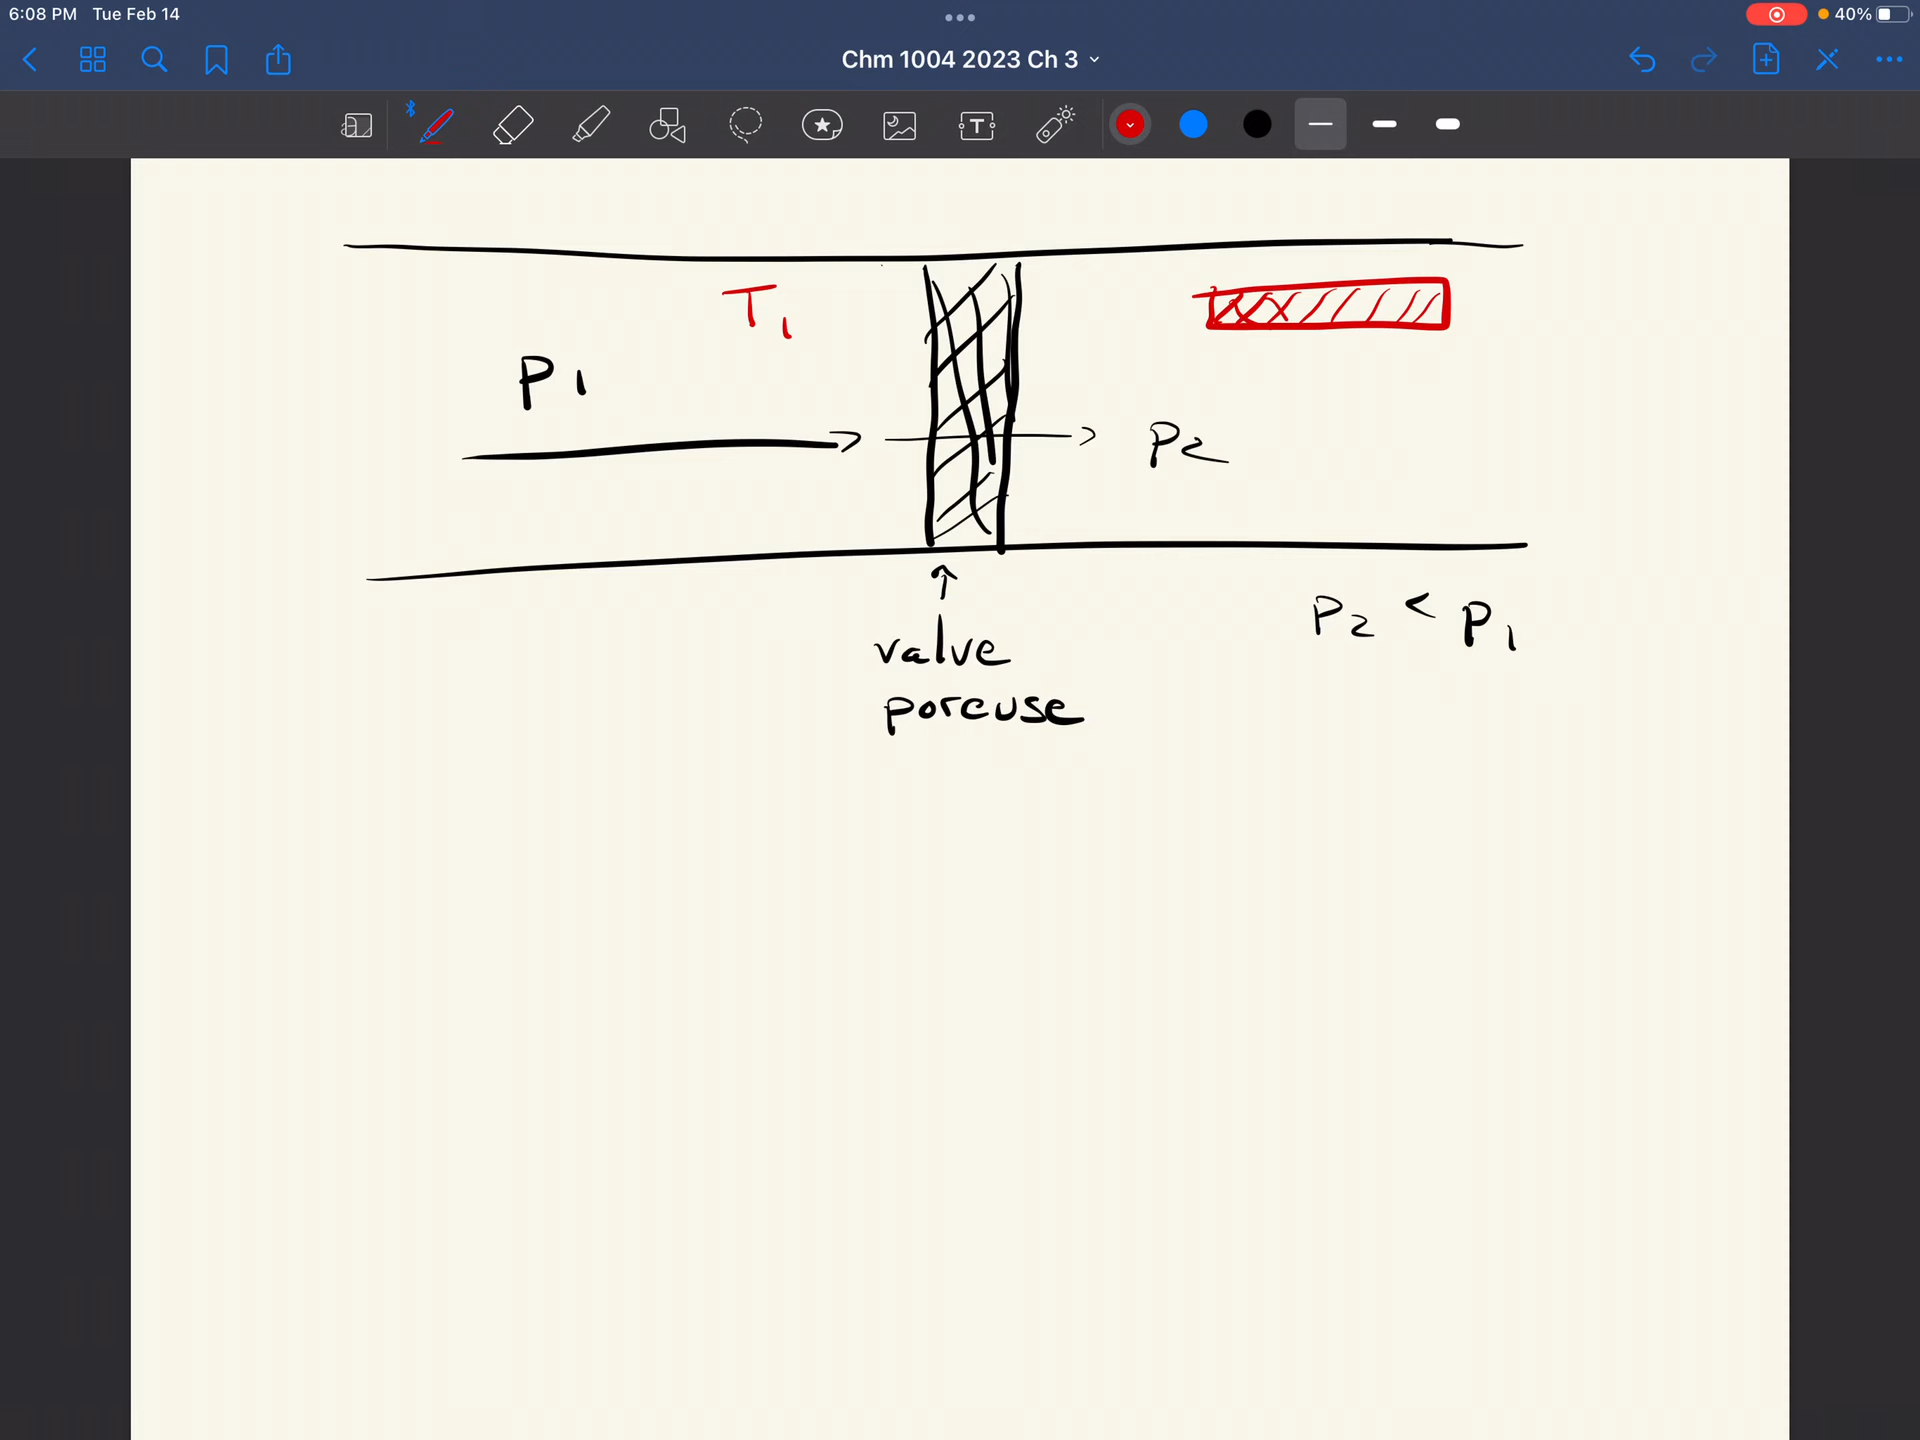 6:08 PM Tue Feb 14
40%
Chm 1004 2023 Ch 3
T
T1
P1
P2
P2 < P1
valve
porcuse